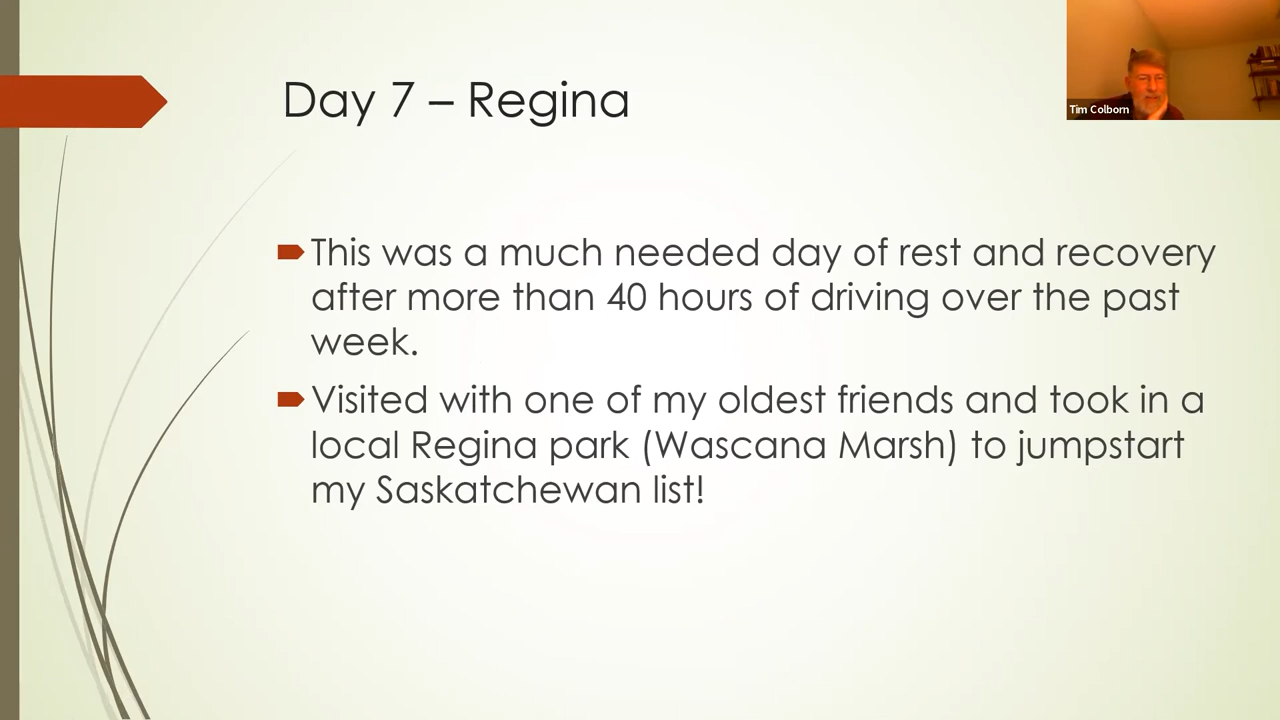 Day 7 – Regina
Tim Colborn
This was a much needed day of rest and recovery
after more than 40 hours of driving over the past
week.
Visited with one of my oldest friends and took in a
local Regina park (Wascana Marsh) to jumpstart
my Saskatchewan list!